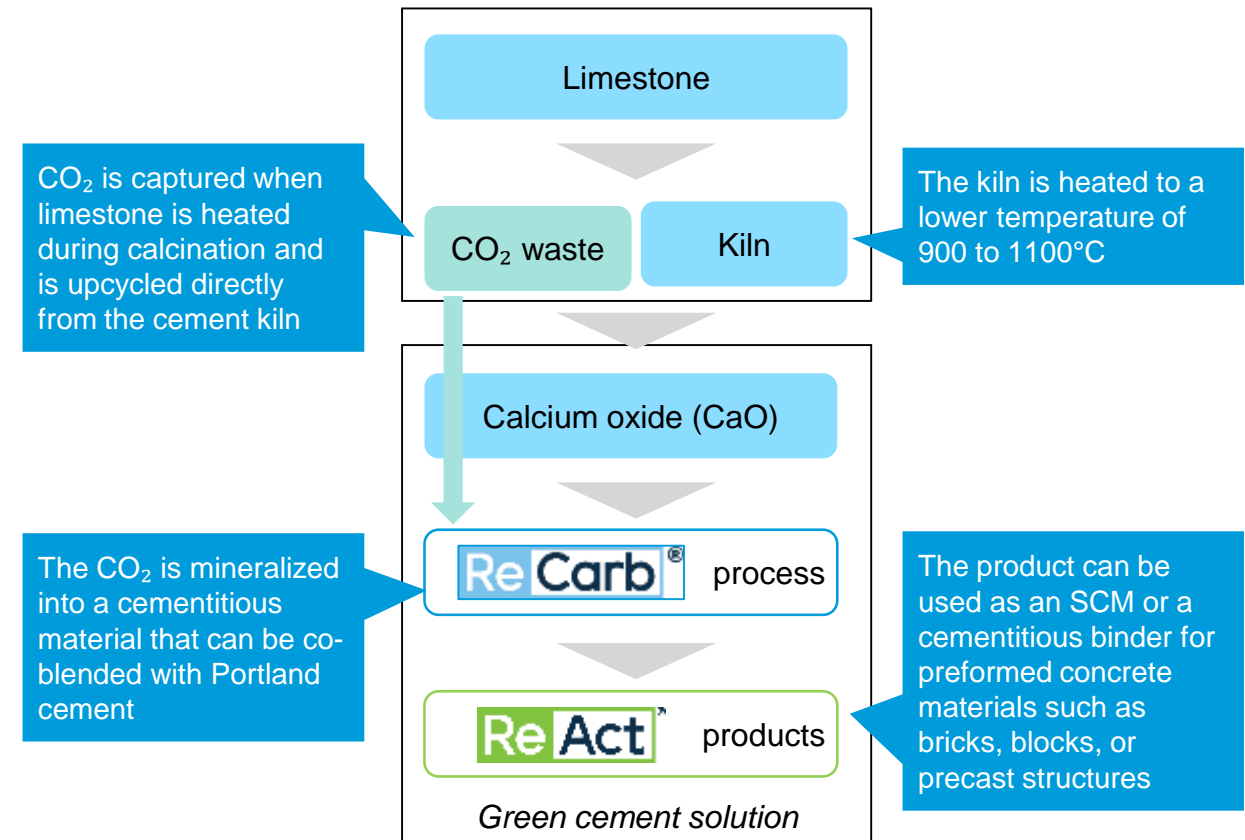 Limestone
CO₂ is captured when
limestone is heated
during calcination and
is upcycled directly
from the cement kiln
CO₂ waste
Kiln
The kiln is heated to a
lower temperature of
900 to 1100°C
Calcium oxide (CaO)
The CO₂ is mineralized
into a cementitious
material that can be co-
blended with Portland
cement
ReCarb® process
ReAct products
The product can be
used as an SCM or a
cementitious binder for
preformed concrete
materials such as
bricks, blocks, or
precast structures
Green cement solution